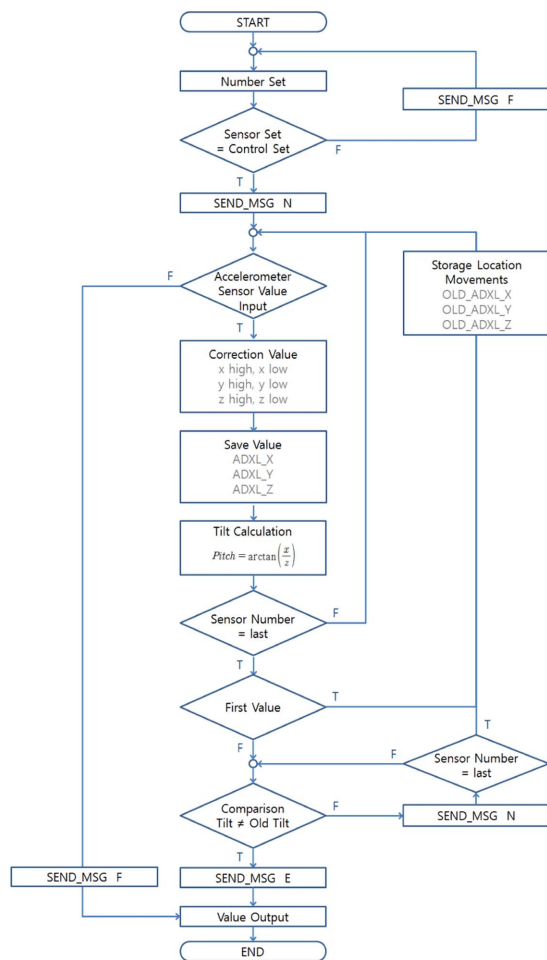 START
Number Set
SEND_MSG F
Sensor Set
= Control Set
F
T
SEND_MSG N
F
Accelerometer
Sensor Value
Input
T
Storage Location
Movements
OLD_ADXL_X
OLD_ADXL_Y
OLD_ADXL_Z
Correction Value
x high, x low
y high, y low
z high, z low
Save Value
ADXL_X
ADXL_Y
ADXL_Z
Tilt Calculation
Pitch = arctan(x/z)
Sensor Number
= last
F
T
First Value
T
F
T
F
Sensor Number
= last
Comparison
Tilt ≠ Old Tilt
F
SEND_MSG N
T
SEND_MSG F
SEND_MSG E
Value Output
END